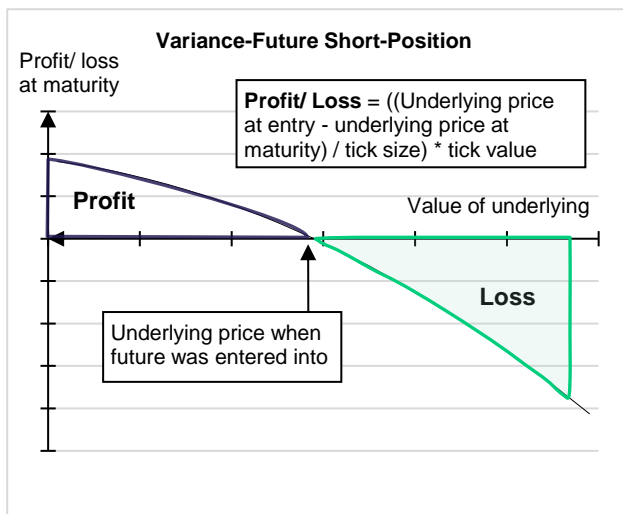 Variance-Future Short-Position
Profit/ loss
at maturity
Profit/ Loss = ((Underlying price
at entry - underlying price at
maturity) / tick size) * tick value
Profit
Value of underlying
Loss
Underlying price when
future was entered into